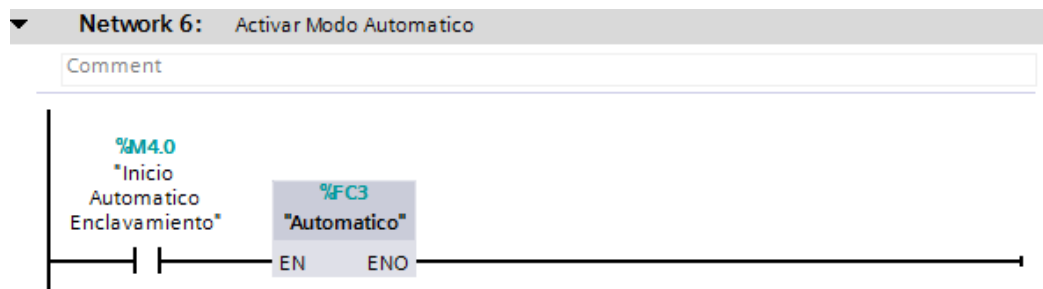 Network 6: Activar Modo Automatico
Comment
%M4.0
"Inicio
Automatico
Enclavamiento"
%FC3
"Automatico"
EN ENO